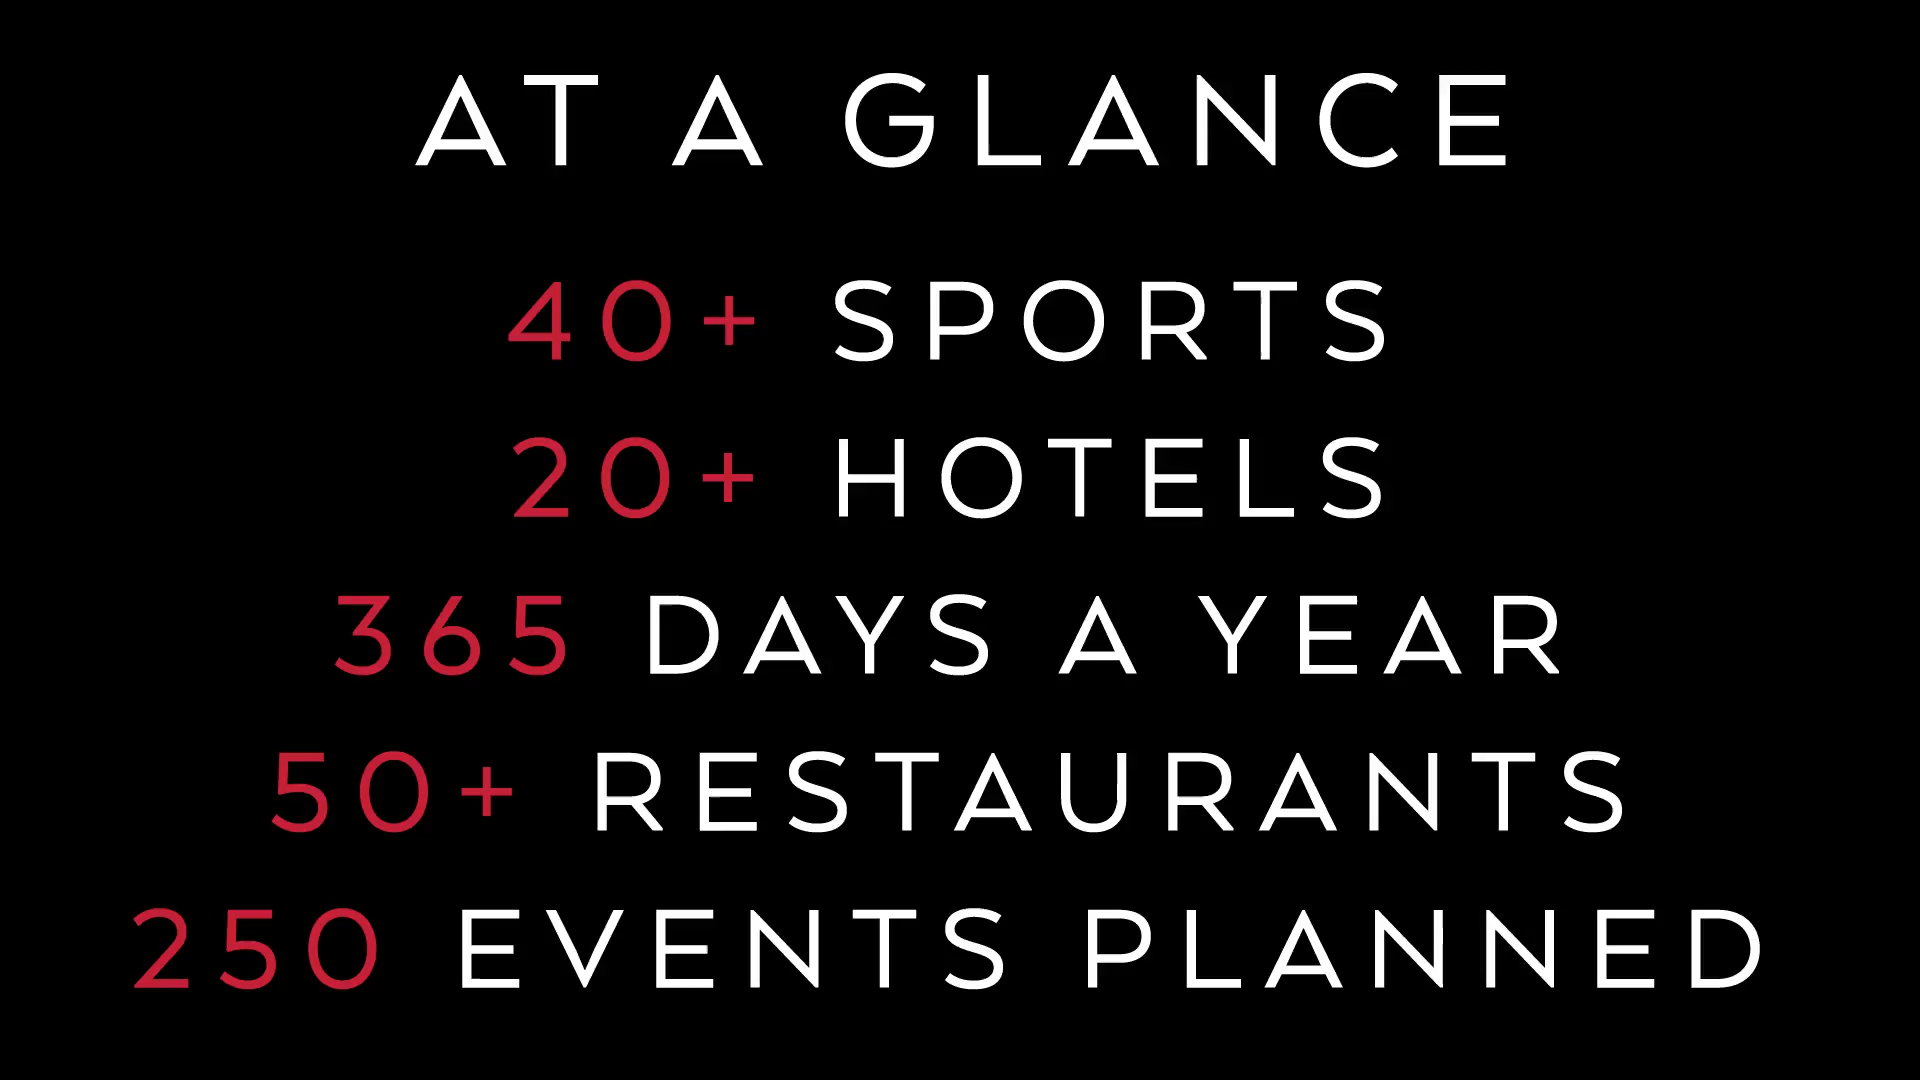 AT A GLANCE
40+ SPORTS
20+ HOTELS
365 DAYS A YEAR
50+ RESTAURANTS
250 EVENTS PLANNED